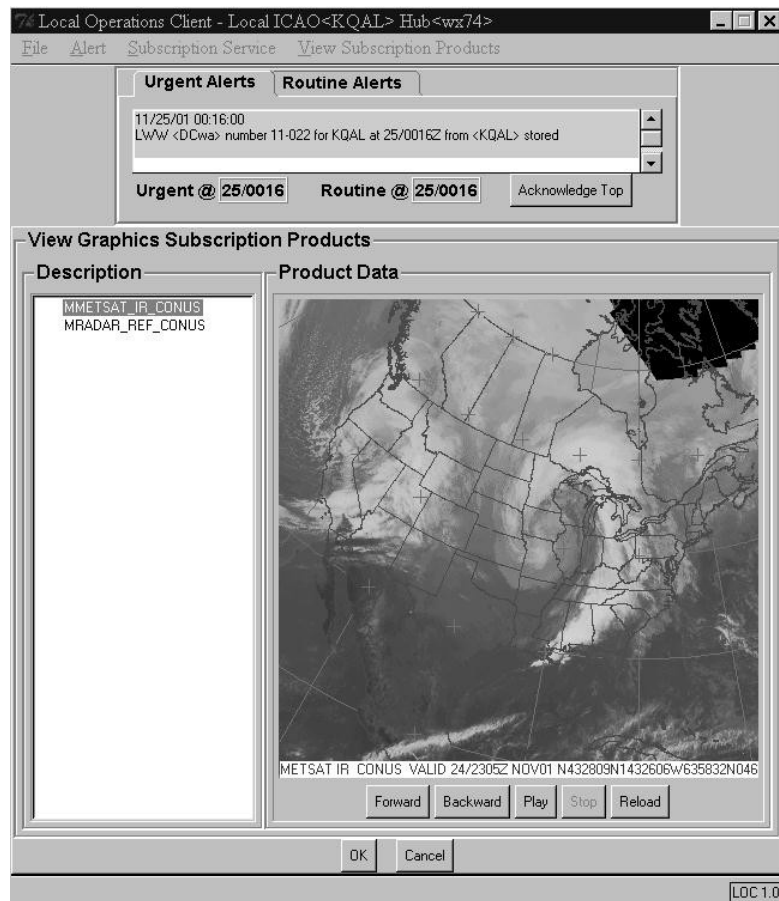 Local Operations Client - Local ICAO<KQAL> Hub<wx74>
File Alert Subscription Service View Subscription Products
Urgent Alerts Routine Alerts
11/25/01 00:16:00
LWW <DCwa> number 11-022 for KQAL at 25/0016Z from <KQAL> stored
Urgent @ 25/0016 Routine @ 25/0016 Acknowledge Top
View Graphics Subscription Products
Description Product Data
MMETSAT_IR_CONUS
MRADAR_REF_CONUS
METSAT IR CONUS VALID 24/2305Z NOV01 N432809N1432606W635832N046
Forward Backward Play Stop Reload
OK Cancel
LOC 1.0